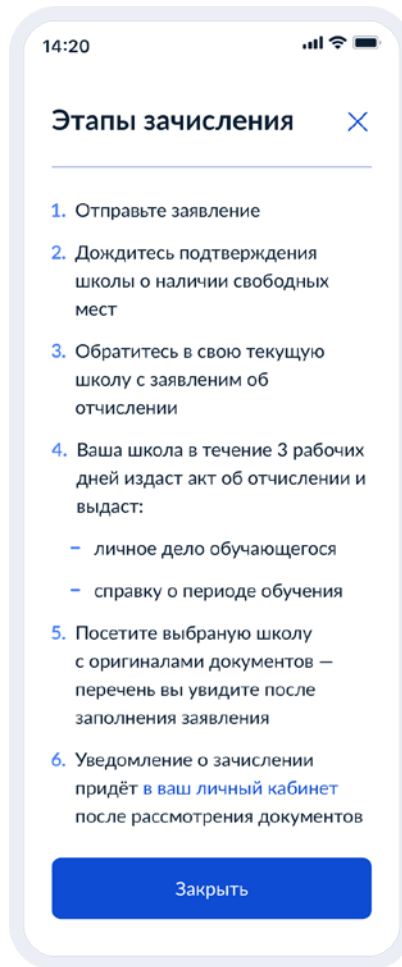 14:20
Этапы зачисления
1. Отправьте заявление
2. Дождитесь подтверждения
школы о наличии свободных
мест
3. Обратитесь в свою текущую
школу с заявленим об
отчислении
4. Ваша школа в течение 3 рабочих
дней издаст акт об отчислении и
выдаст:
– личное дело обучающегося
– справку о периоде обучения
5. Посетите выбраную школу
с оригиналами документов —
перечень вы увидите после
заполнения заявления
6. Уведомление о зачислении
придёт в ваш личный кабинет
после рассмотрения документов
Закрыть